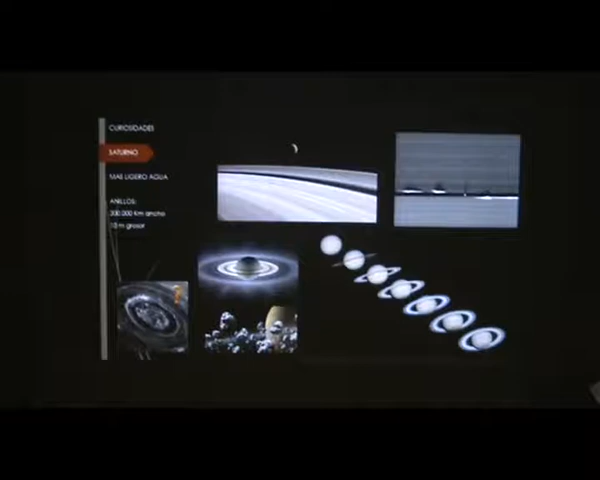 CURIOSIDADES
SATURNO
MAS LIGERO AGUA
ANILLOS:
300.000 Km ancho
10 m grosor